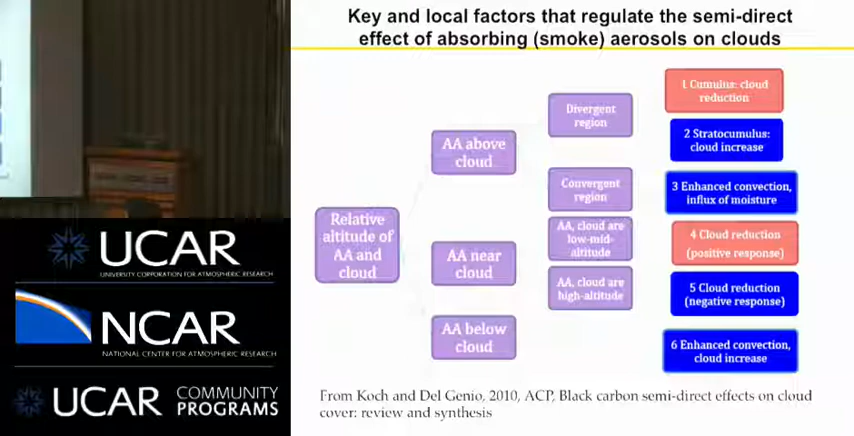 Key and local factors that regulate the semi-direct
effect of absorbing (smoke) aerosols on clouds
Relative
altitude of
AA and
cloud
AA above
cloud
Divergent
region
1 Cumulus: cloud
reduction
2 Stratocumulus:
cloud increase
Convergent
region
3 Enhanced convection,
influx of moisture
AA near
cloud
AA, cloud are
low-mid-
altitude
4 Cloud reduction
(positive response)
AA, cloud are
high-altitude
5 Cloud reduction
(negative response)
AA below
cloud
6 Enhanced convection,
cloud increase
From Koch and Del Genio, 2010, ACP, Black carbon semi-direct effects on cloud
cover: review and synthesis
UCAR
UNIVERSITY CORPORATION FOR ATMOSPHERIC RESEARCH
NCAR
NATIONAL CENTER FOR ATMOSPHERIC RESEARCH
UCAR COMMUNITY
PROGRAMS